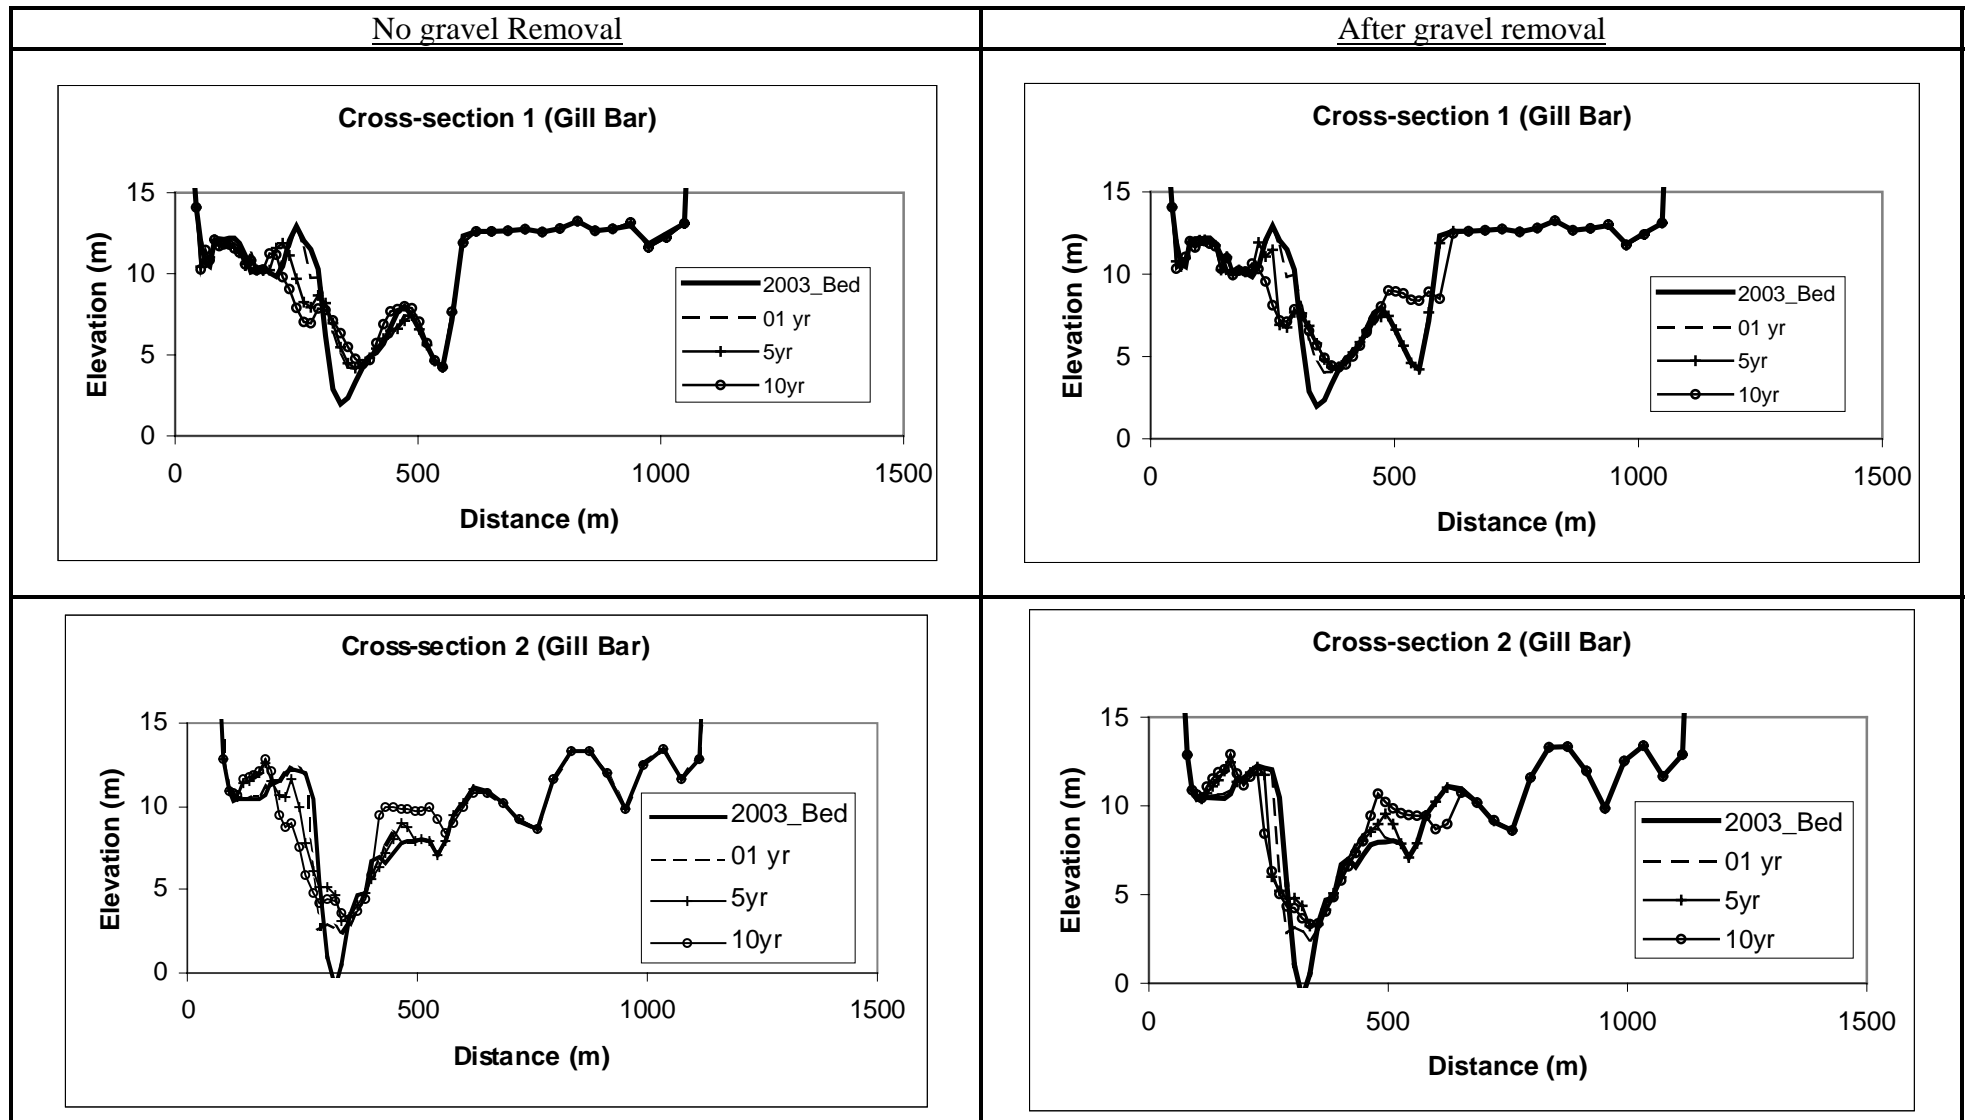 No gravel Removal
After gravel removal
Cross-section 1 (Gill Bar)
15
10
5
0
0 500 1000 1500
Elevation (m)
Distance (m)
2003_Bed
01 yr
5yr
10yr
Cross-section 1 (Gill Bar)
15
10
5
0
0 500 1000 1500
Elevation (m)
Distance (m)
2003_Bed
01 yr
5yr
10yr
Cross-section 2 (Gill Bar)
15
10
5
0
0 500 1000 1500
Elevation (m)
Distance (m)
2003_Bed
01 yr
5yr
10yr
Cross-section 2 (Gill Bar)
15
10
5
0
0 500 1000 1500
Elevation (m)
Distance (m)
2003_Bed
01 yr
5yr
10yr